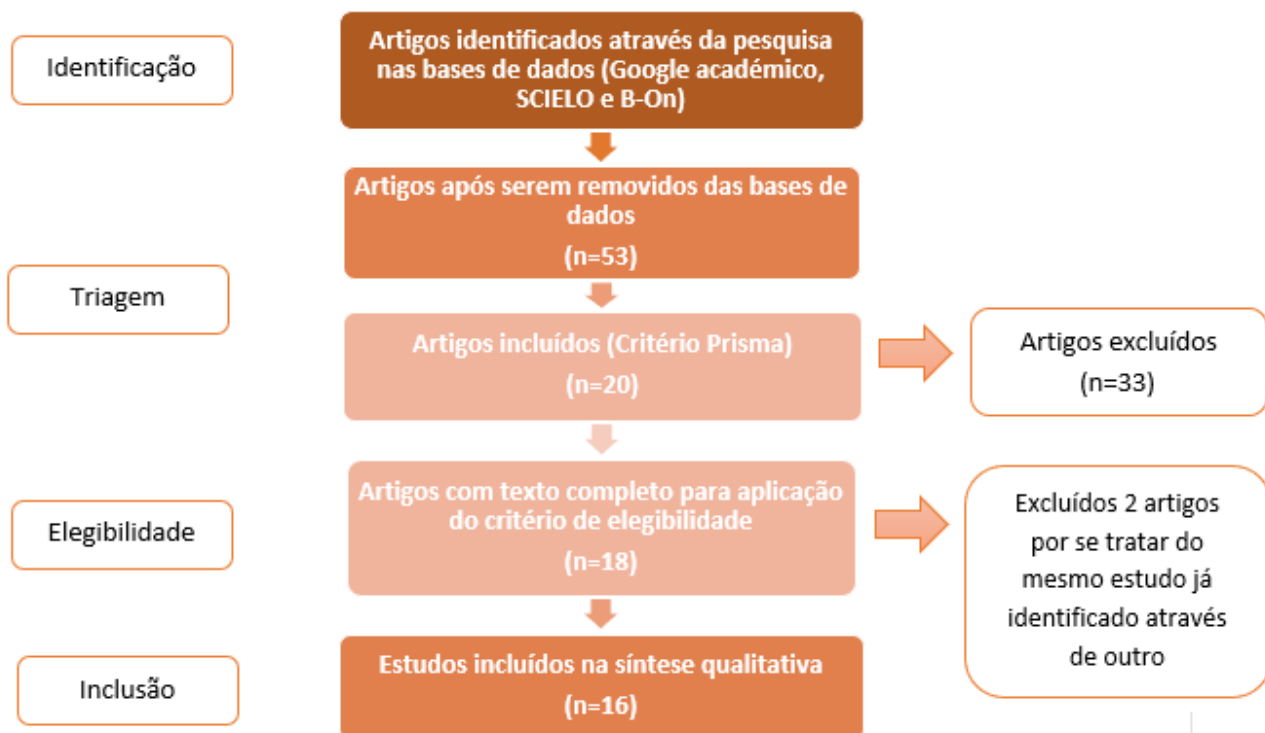 Identificação
Artigos identificados através da pesquisa
nas bases de dados (Google académico,
SCIELO e B-On)
Artigos após serem removidos das bases de
dados
(n=53)
Triagem
Artigos incluídos (Critério Prisma)
(n=20)
Artigos excluídos
(n=33)
Elegibilidade
Artigos com texto completo para aplicação
do critério de elegibilidade
(n=18)
Excluídos 2 artigos
por se tratar do
mesmo estudo já
identificado através
de outro
Inclusão
Estudos incluídos na síntese qualitativa
(n=16)